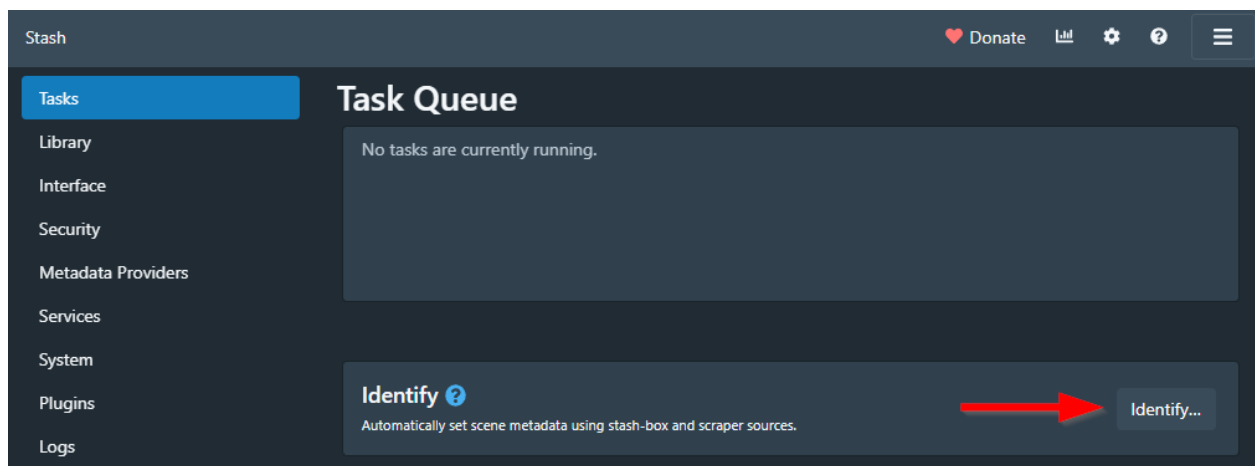 Stash
Donate
Tasks
Library
Interface
Security
Metadata Providers
Services
System
Plugins
Logs
Task Queue
No tasks are currently running.
Identify
Automatically set scene metadata using stash-box and scraper sources.
Identify...